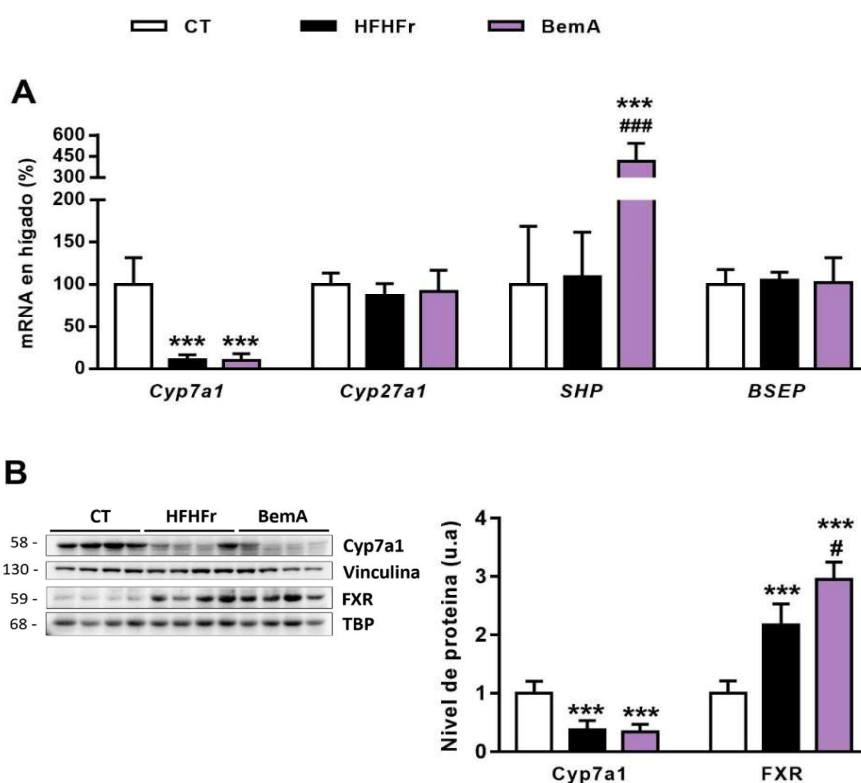 CT HFHFr BemA
A
***
###
600
450
300
200
150
100
50
0
mRNA en hígado (%)
*** ***
Cyp7a1 Cyp27a1 SHP BSEP
B
CT HFHFr BemA
58 - Cyp7a1
130 - Vinculina
59 - FXR
68 - TBP
Nivel de proteína (u.a)
4
3
2
1
0
*** ***
***
***
#
Cyp7a1 FXR